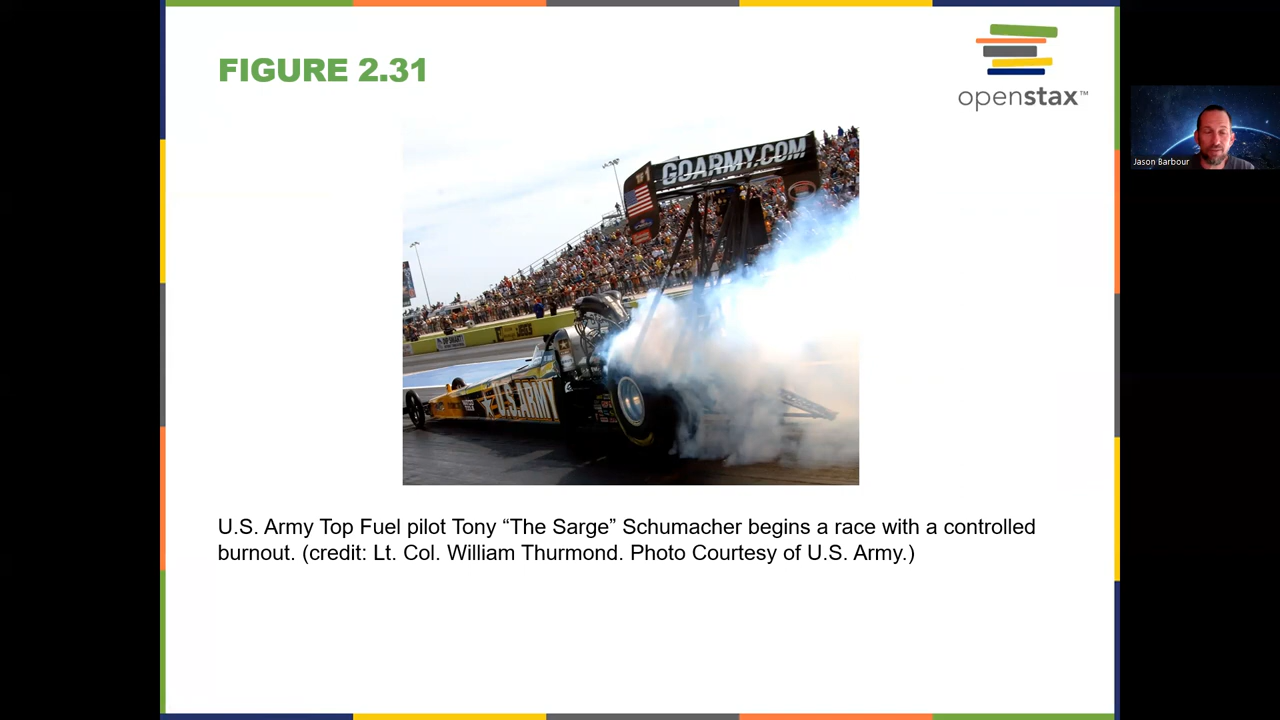 FIGURE 2.31
openstax™
GOARMY.COM
U.S. ARMY
U.S. Army Top Fuel pilot Tony “The Sarge” Schumacher begins a race with a controlled
burnout. (credit: Lt. Col. William Thurmond. Photo Courtesy of U.S. Army.)
Jason Barbour